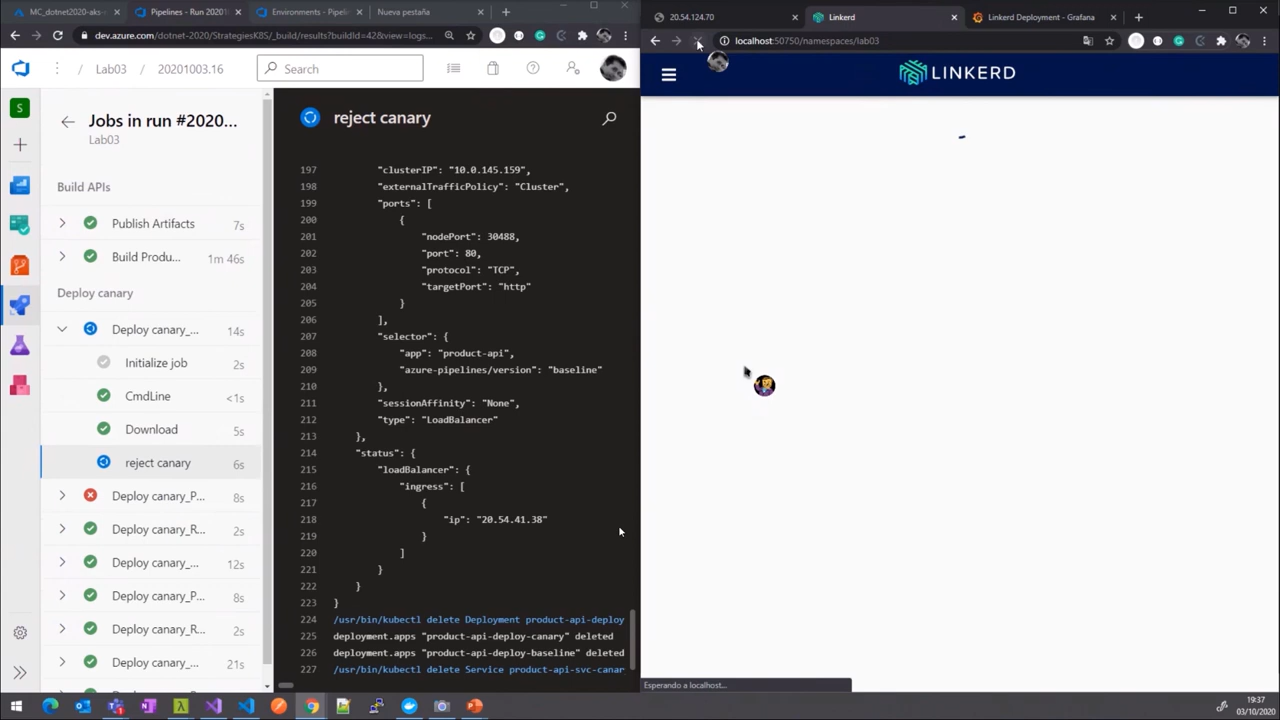 MC_dotnet2020-aks-
Pipelines - Run 20201
Environments - Pipelin
Nueva pestaña
dev.azure.com/dotnet-2020/StrategiesK8S/_build/results?buildId=42&view=logs...
Lab03
20201003.16
Search
Jobs in run #2020...
Lab03
Build APIs
Publish Artifacts
7s
Build Produ...
1m 46s
Deploy canary
Deploy canary_...
14s
Initialize job
2s
CmdLine
<1s
Download
5s
reject canary
6s
Deploy canary_P...
8s
Deploy canary_R...
2s
Deploy canary_...
12s
Deploy canary_P...
8s
Deploy canary_R...
2s
Deploy canary_...
21s
reject canary
197 "clusterIP": "10.0.145.159",
198 "externalTrafficPolicy": "Cluster",
199 "ports": [
200 {
201 "nodePort": 30488,
202 "port": 80,
203 "protocol": "TCP",
204 "targetPort": "http"
205 }
206 ],
207 "selector": {
208 "app": "product-api",
209 "azure-pipelines/version": "baseline"
210 },
211 "sessionAffinity": "None",
212 "type": "LoadBalancer"
213 },
214 "status": {
215 "loadBalancer": {
216 "ingress": [
217 {
218 "ip": "20.54.41.38"
219 }
220 ]
221 }
222 }
223 }
224 /usr/bin/kubectl delete Deployment product-api-deploy
225 deployment.apps "product-api-deploy-canary" deleted
226 deployment.apps "product-api-deploy-baseline" deleted
227 /usr/bin/kubectl delete Service product-api-svc-canar
20.54.124.70
Linkerd
Linkerd Deployment - Grafana
localhost:50750/namespaces/lab03
LINKERD
Esperando a localhost...
19:37
03/10/2020